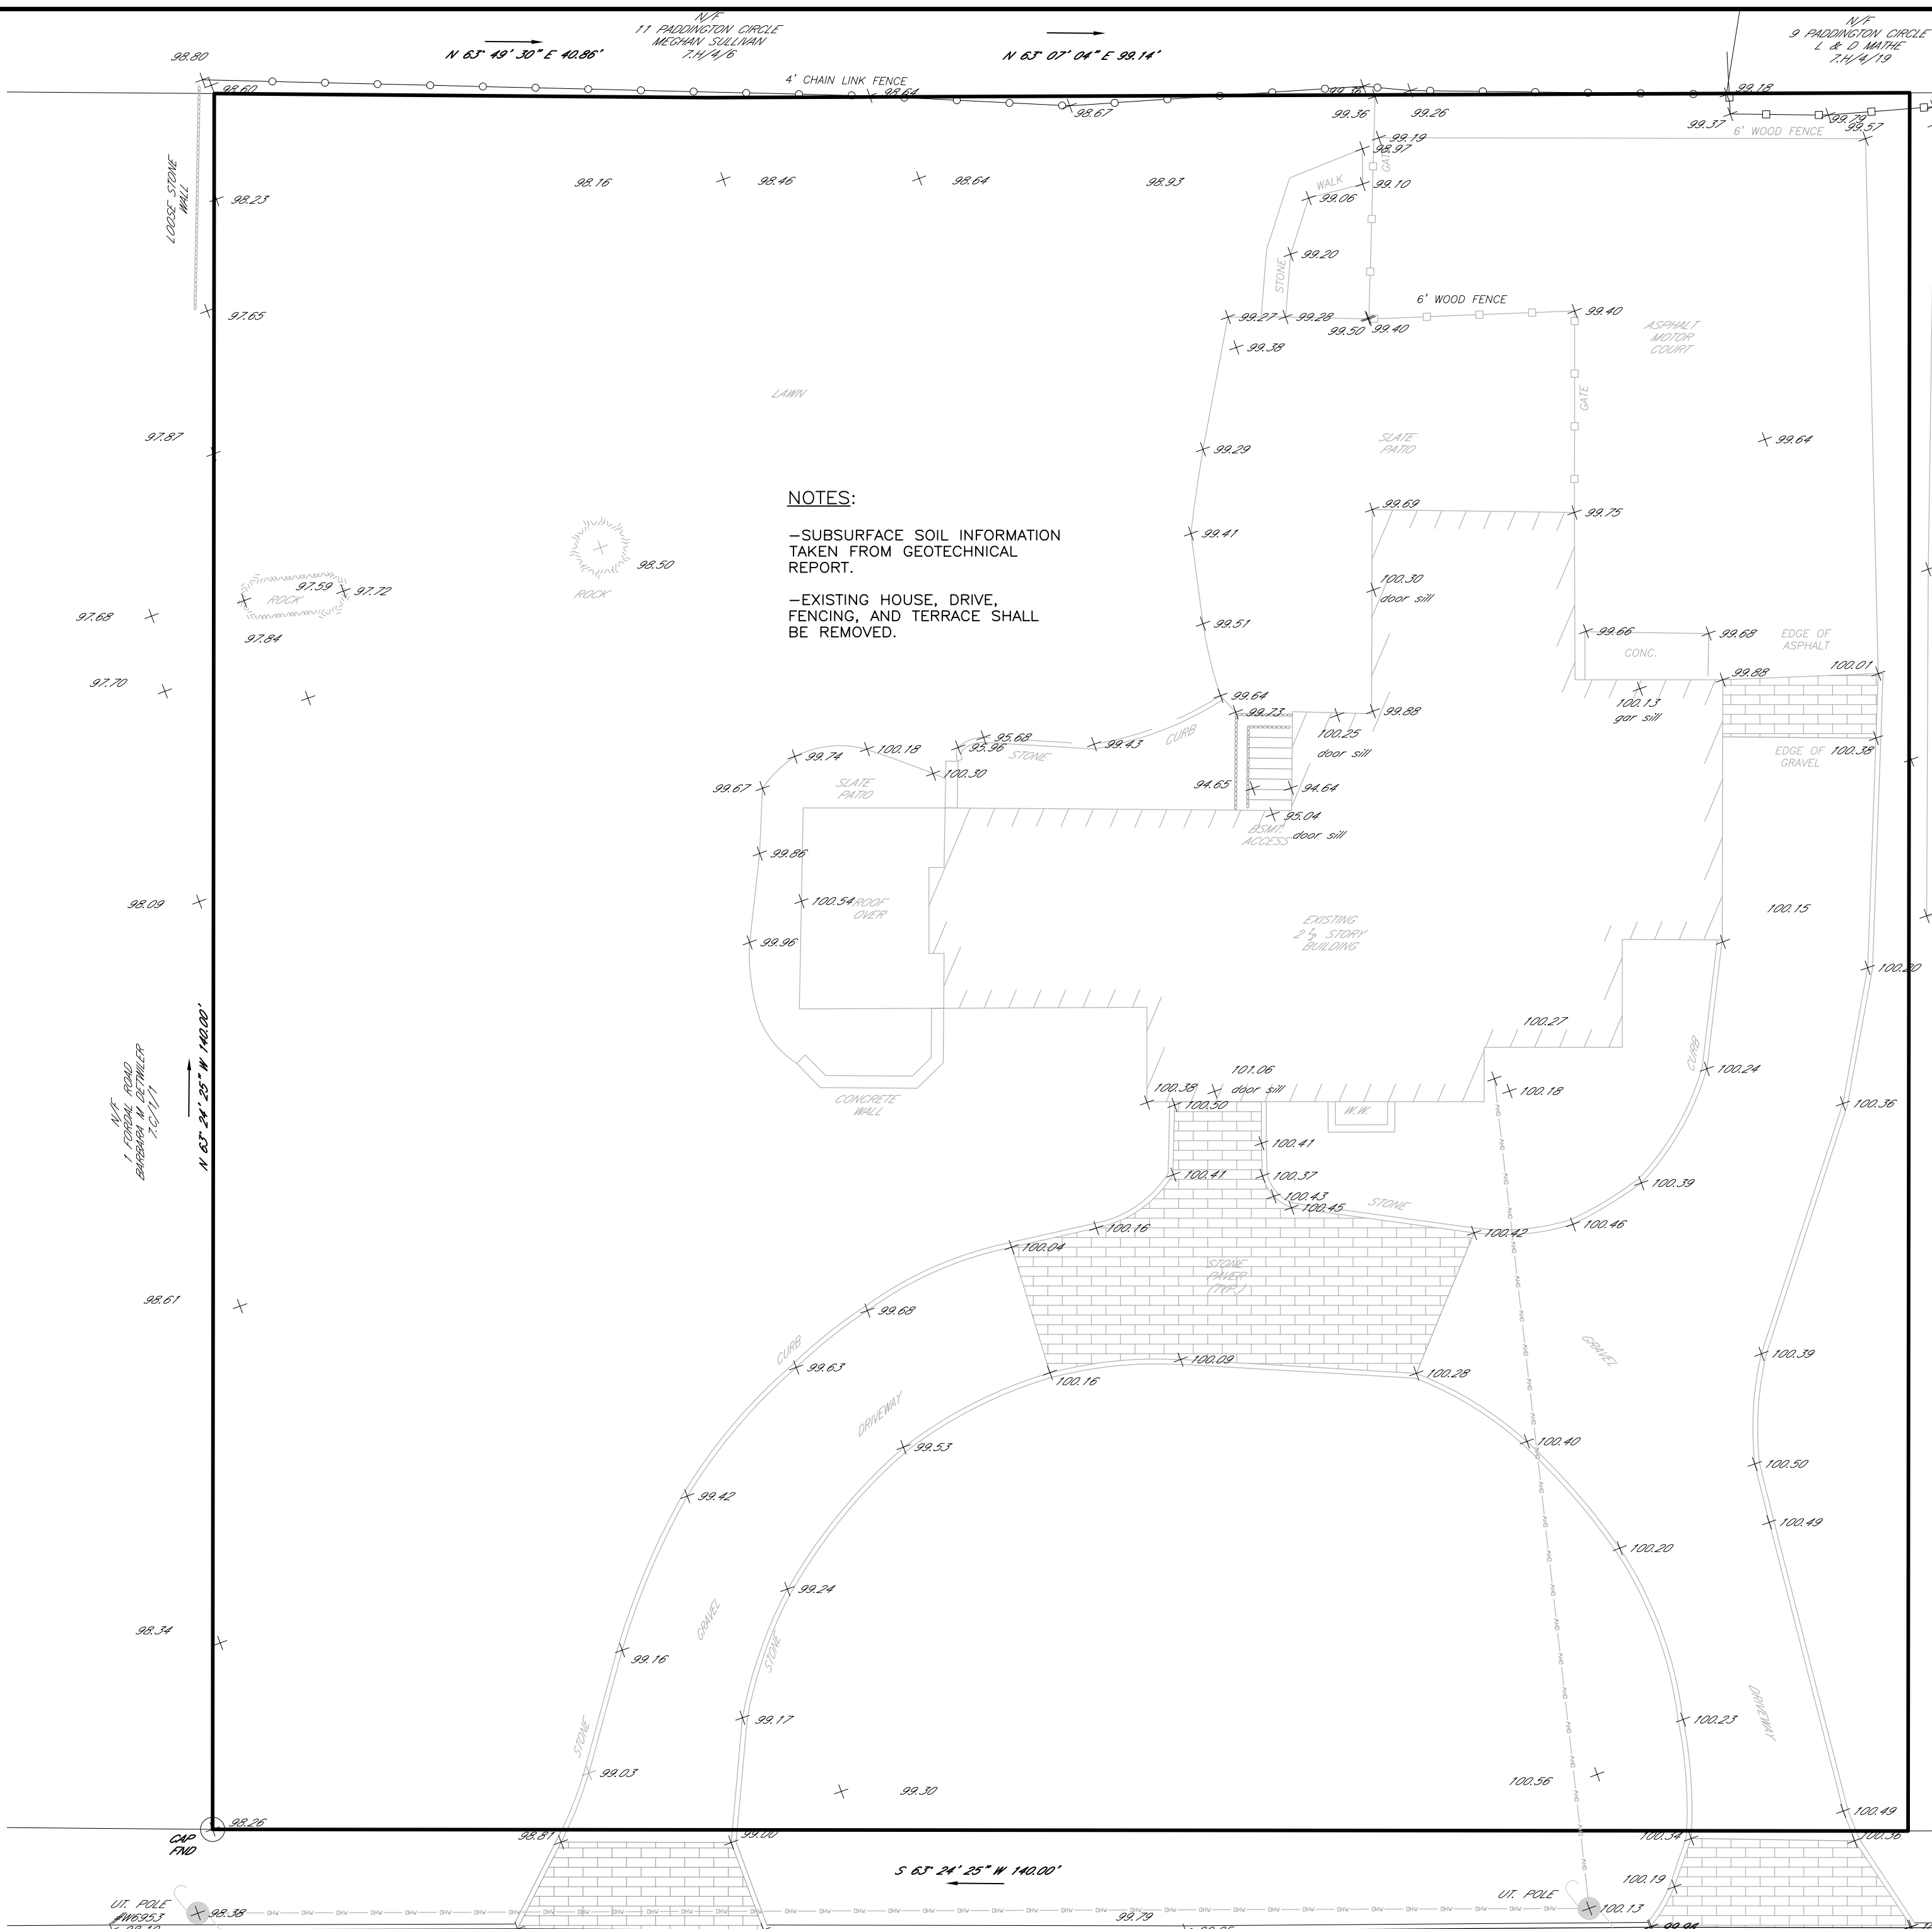 N/F
11 PADDINGTON CIRCLE
MEGHAN SULLIVAN
7.H/4/6
N/F
9 PADDINGTON CIRCLE
L & D MATHE
7.H/4/19
N 63° 49' 30" E 40.86'
N 63° 07' 04" E 99.14'
98.80
98.60
4' CHAIN LINK FENCE
98.64
98.67
99.36
99.36
99.26
99.18
99.37
99.79
99.57
6' WOOD FENCE
99.19
98.97
GATE
LOOSE STONE
WALL
98.23
98.16
98.46
98.64
98.93
WALK
99.10
99.06
99.20
STONE
97.65
99.27
99.28
99.50
99.40
6' WOOD FENCE
99.40
99.38
ASPHALT
MOTOR
COURT
LAWN
GATE
97.87
99.29
SLATE
PATIO
99.64
NOTES:
—SUBSURFACE SOIL INFORMATION
TAKEN FROM GEOTECHNICAL
REPORT.
—EXISTING HOUSE, DRIVE,
FENCING, AND TERRACE SHALL
BE REMOVED.
99.69
99.75
99.41
98.50
ROCK
97.59
97.72
ROCK
97.84
97.68
97.70
100.30
door sill
99.51
99.66
99.68
CONC.
EDGE OF
ASPHALT
100.01
99.88
99.64
99.73
99.88
100.13
gar sill
100.25
door sill
CURB
EDGE OF
GRAVEL
100.38
95.68
95.96
99.43
STONE
99.74
100.18
100.30
99.67
SLATE
PATIO
94.65
94.64
95.04
door sill
BSMT.
ACCESS
99.86
100.54
ROOF
OVER
99.96
98.09
EXISTING
2 ½ STORY
BUILDING
100.15
100.20
100.27
N/F
1 FORDAL ROAD
BARBARA M DETWILER
7.C/1/1
N 63° 24' 25" W 140.00'
CONCRETE
WALL
101.06
door sill
100.38
100.50
W.W.
100.18
CURB
100.24
100.36
100.41
100.41
100.37
100.43
100.45
STONE
100.39
100.46
100.42
100.16
100.04
STONE
PAVER
(TYP.)
98.61
99.68
CURB
99.63
100.09
100.16
100.28
GRAVEL
100.39
DRIVEWAY
99.53
100.40
100.50
99.42
100.49
100.20
99.24
GRAVEL
STONE
98.34
99.16
99.17
100.23
DRIVEWAY
STONE
99.03
99.30
100.56
100.49
98.26
CAP
FND
98.81
99.00
100.34
100.36
S 63° 24' 25" W 140.00'
100.19
UT. POLE
#W6953
98.38
OHW
UT. POLE
100.13
99.79